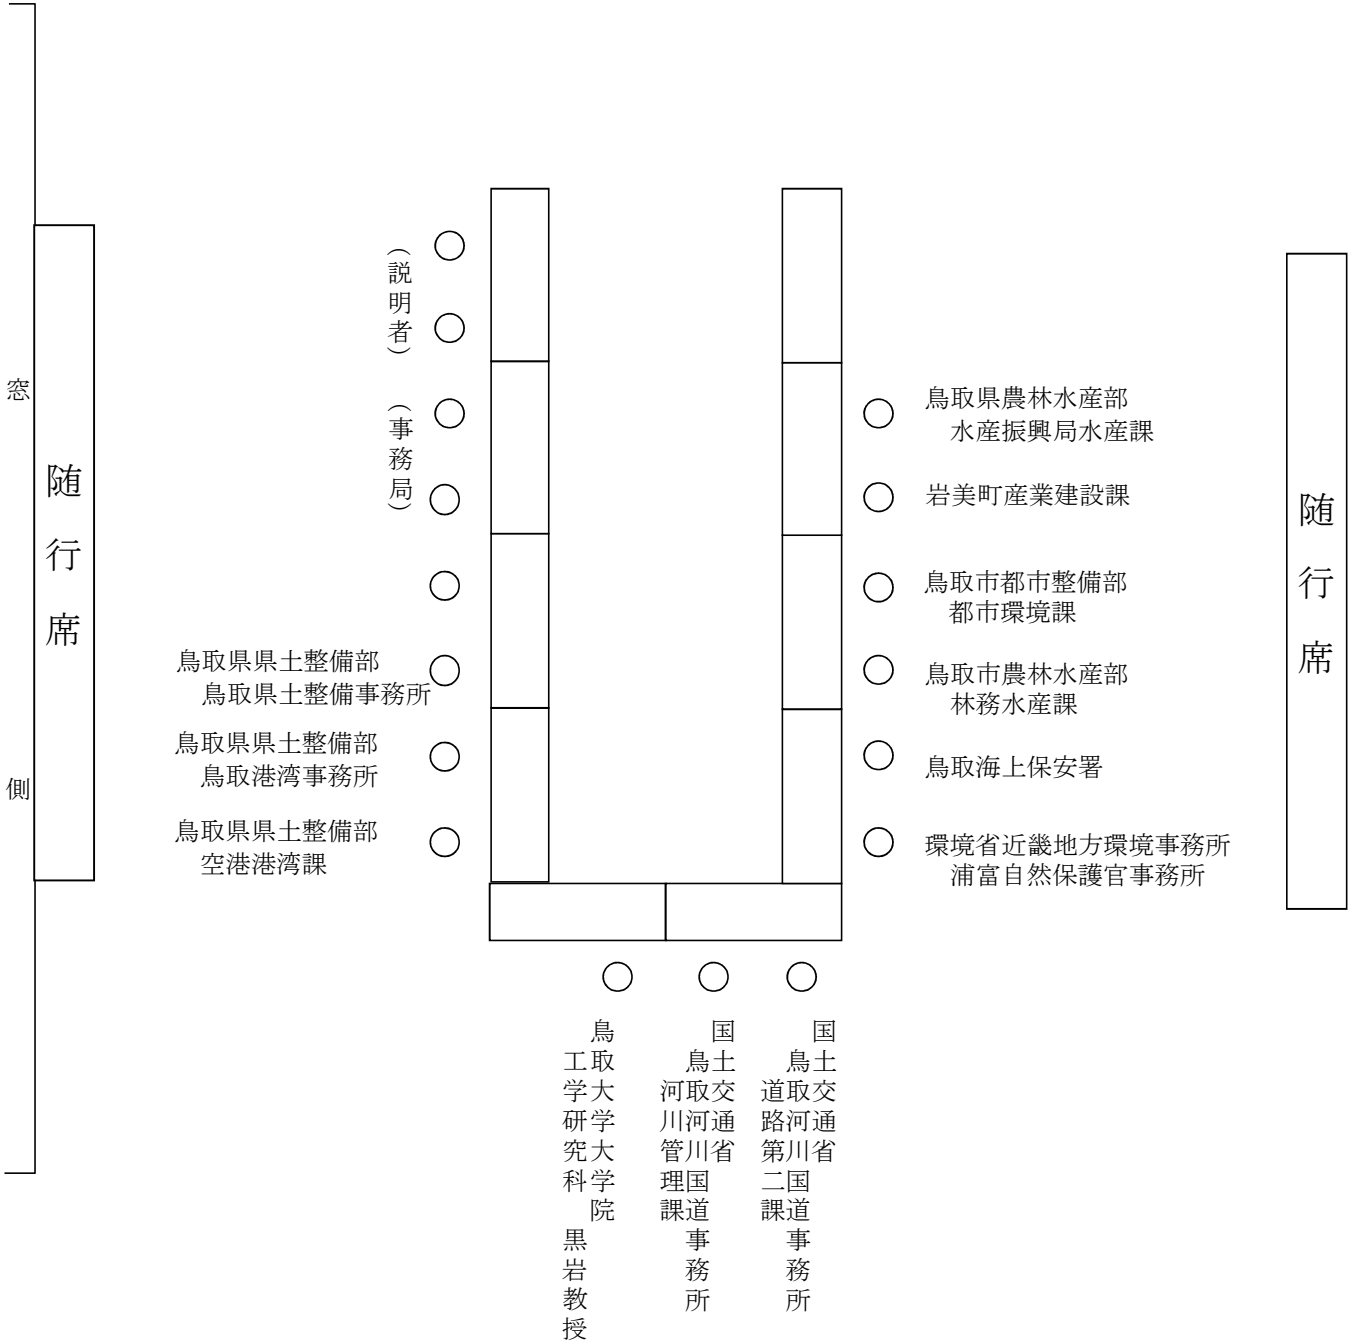 窓側
随行席
（説明者）
（事務局）
鳥取県県土整備部
鳥取県土整備事務所
鳥取県県土整備部
鳥取港湾事務所
鳥取県県土整備部
空港港湾課
鳥取県農林水産部
水産振興局水産課
岩美町産業建設課
鳥取市都市整備部
都市環境課
鳥取市農林水産部
林務水産課
鳥取海上保安署
環境省近畿地方環境事務所
浦富自然保護官事務所
随行席
国土交通省
鳥取河川国道事務所
道路第二課
国土交通省
鳥取河川国道事務所
河川管理課
鳥取大学大学院
工学研究科　黒岩教授